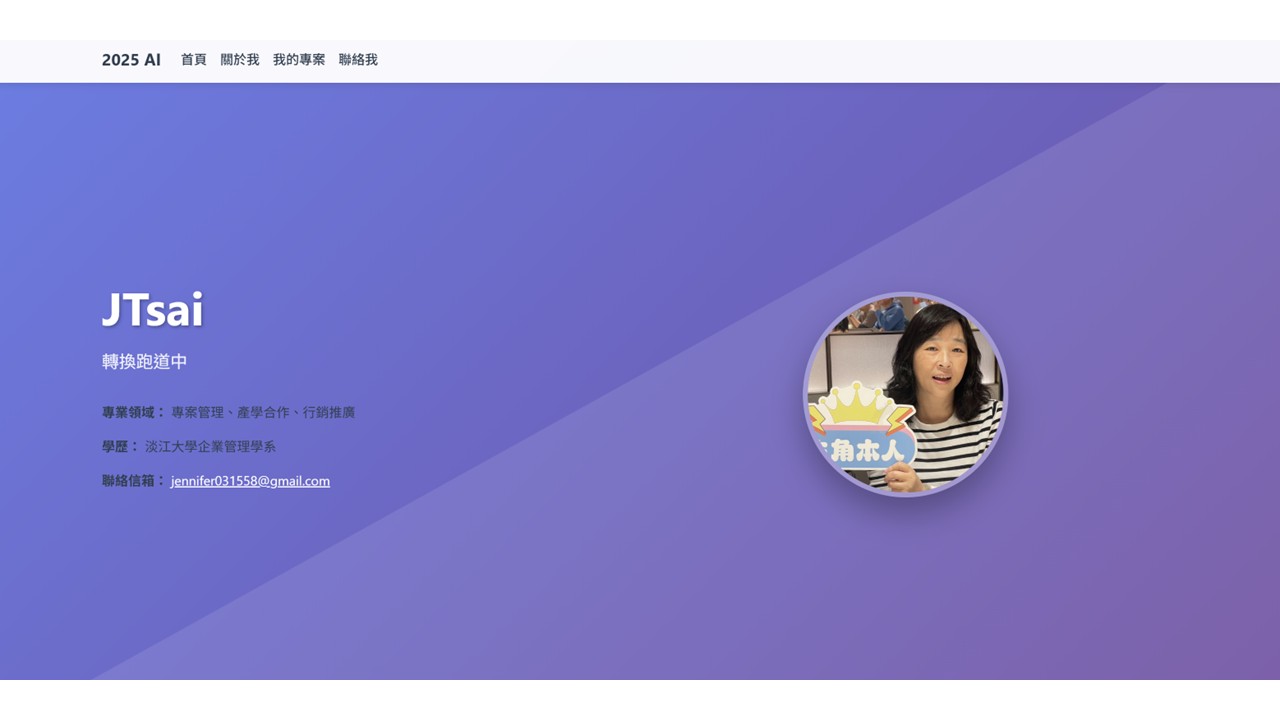 2025 AI 首頁 關於我 我的專案 聯絡我
JTsai
轉換跑道中
專業領域： 專案管理、產學合作、行銷推廣
學歷： 淡江大學企業管理學系
聯絡信箱： jennifer031558@gmail.com
角本人